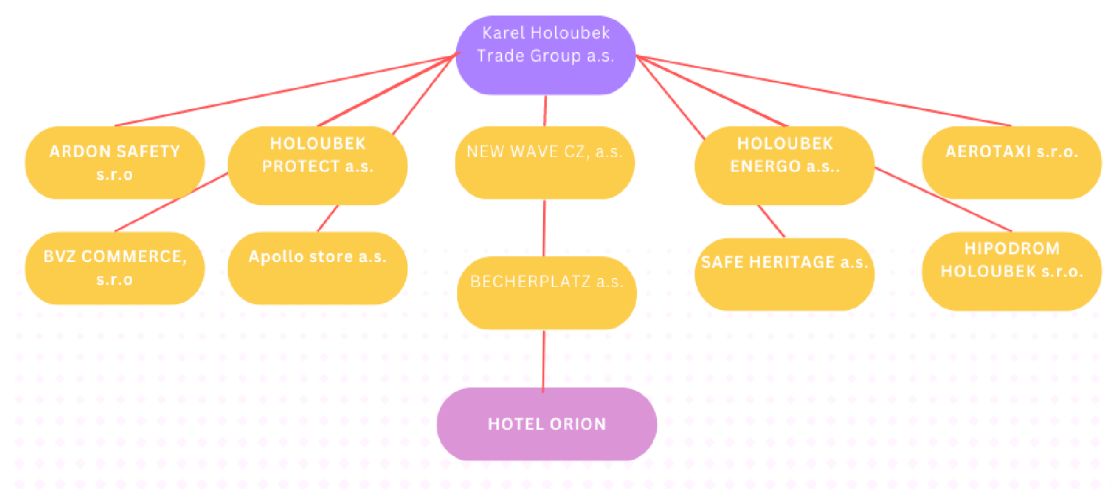 Karel Holoubek
Trade Group a.s.
ARDON SAFETY
s.r.o
HOLOUBEK
PROTECT a.s.
NEW WAVE CZ, a.s.
HOLOUBEK
ENERGO a.s..
AEROTAXI s.r.o.
BVZ COMMERCE,
s.r.o
Apollo store a.s.
BECHERPLATZ a.s.
SAFE HERITAGE a.s.
HIPODROM
HOLOUBEK s.r.o.
HOTEL ORION